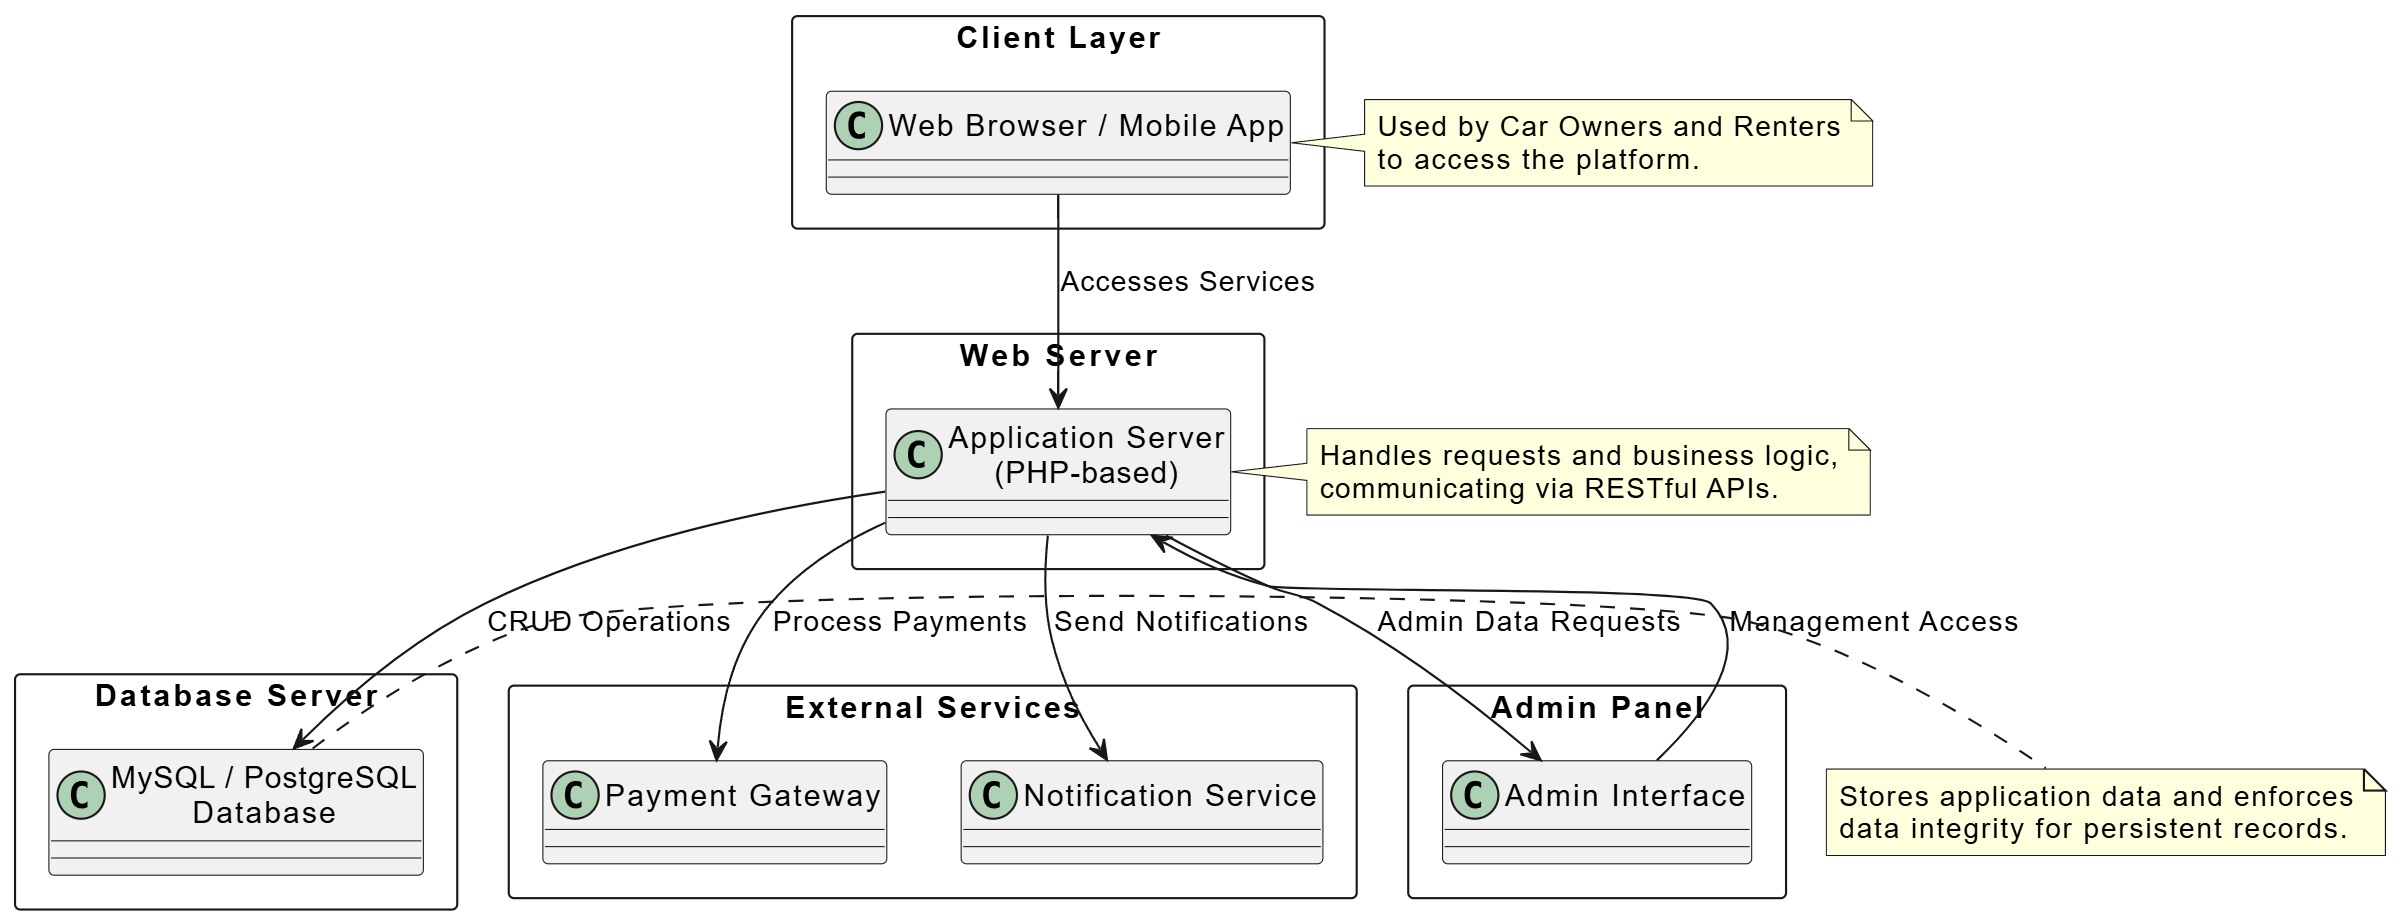 Client Layer
C Web Browser / Mobile App
Used by Car Owners and Renters
to access the platform.
Accesses Services
Web Server
C Application Server
(PHP-based)
Handles requests and business logic,
communicating via RESTful APIs.
CRUD Operations
Process Payments
Send Notifications
Admin Data Requests
Management Access
Database Server
C MySQL / PostgreSQL
Database
External Services
C Payment Gateway
C Notification Service
Admin Panel
C Admin Interface
Stores application data and enforces
data integrity for persistent records.